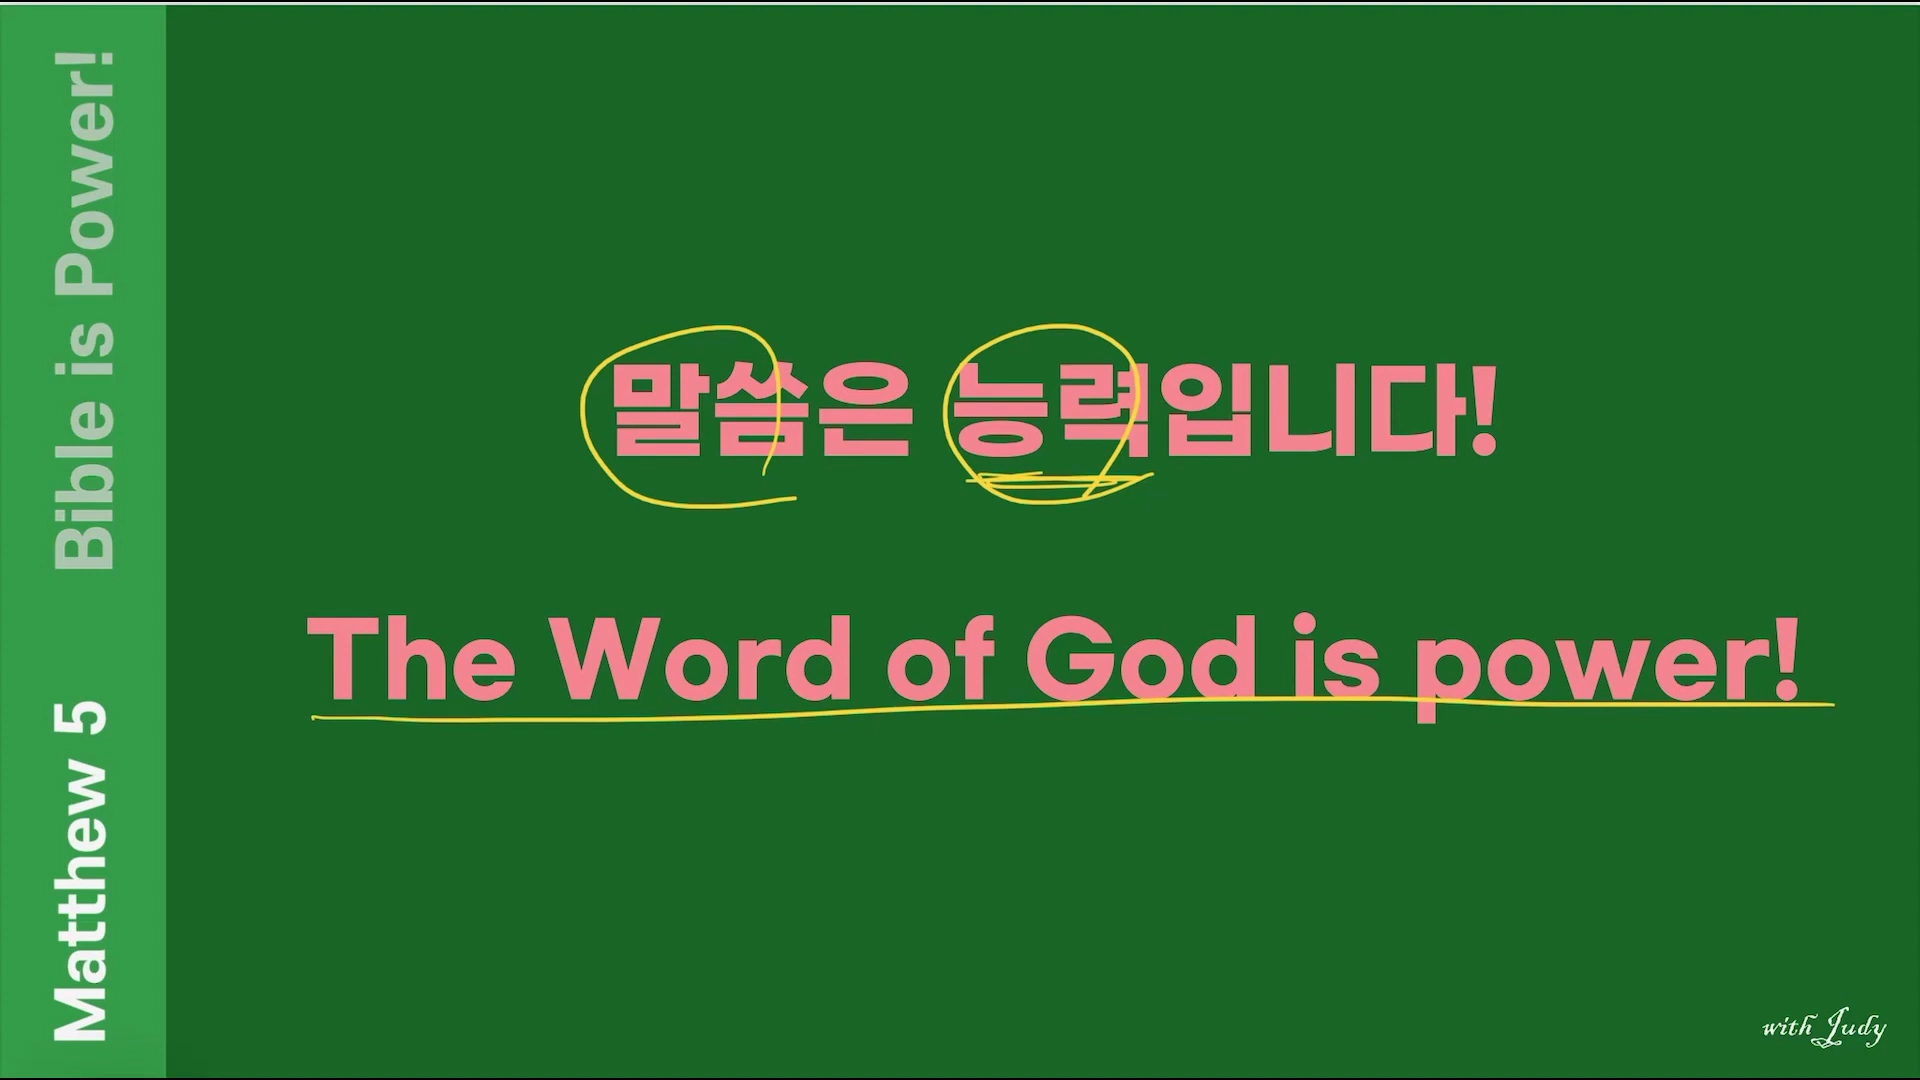 Matthew 5 Bible is Power!
말씀은 능력입니다!
The Word of God is power!
with Judy